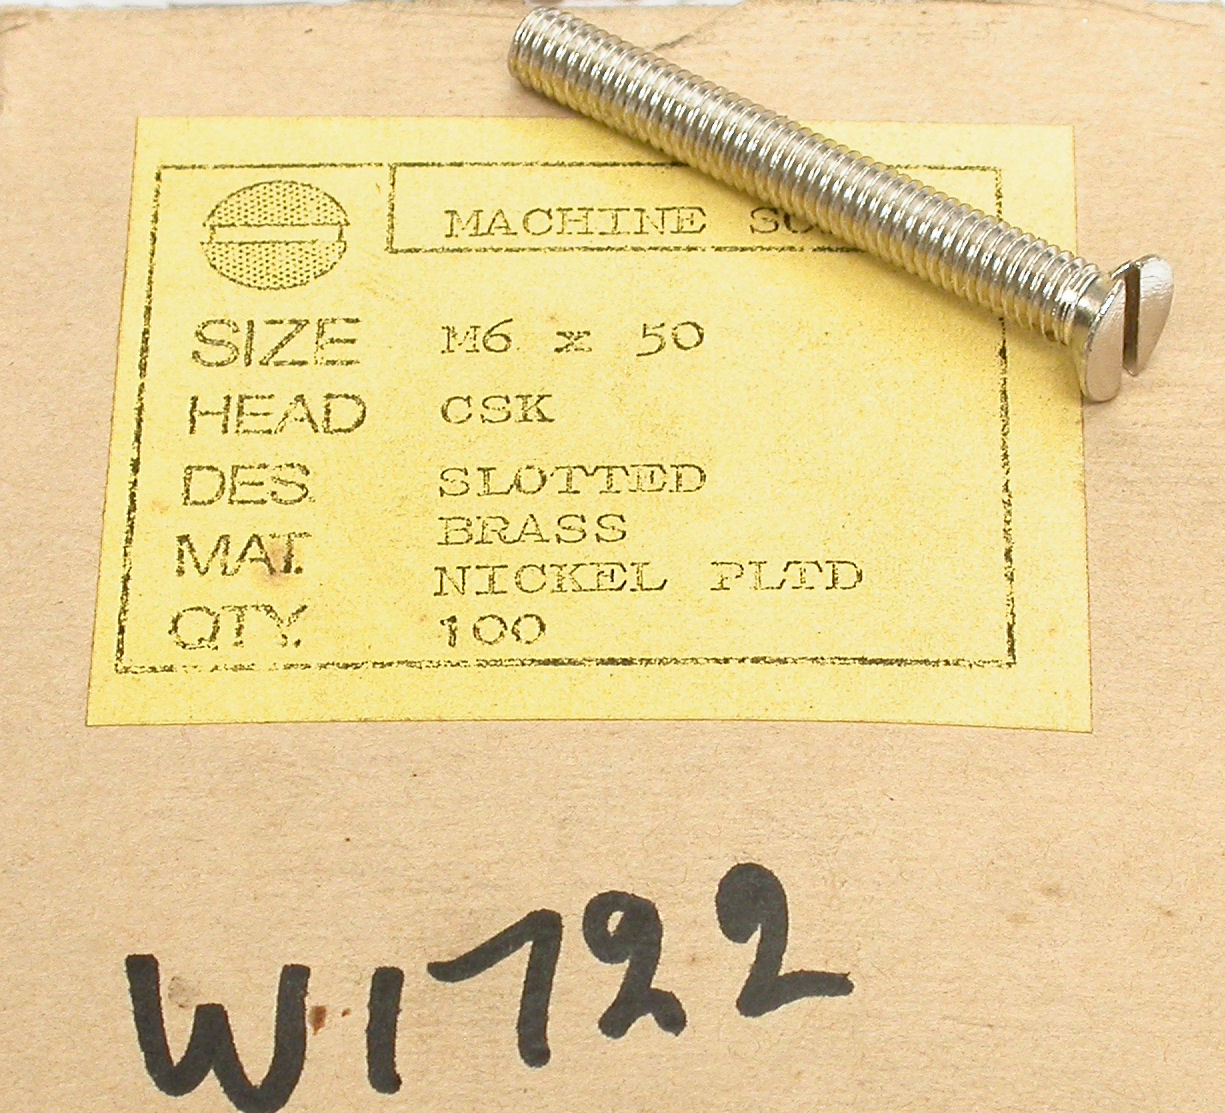 MACHINE
SIZE M6 x 50
HEAD CSK
DES. SLOTTED
MAT. BRASS
NICKEL PLTD
QTY. 100
W1722